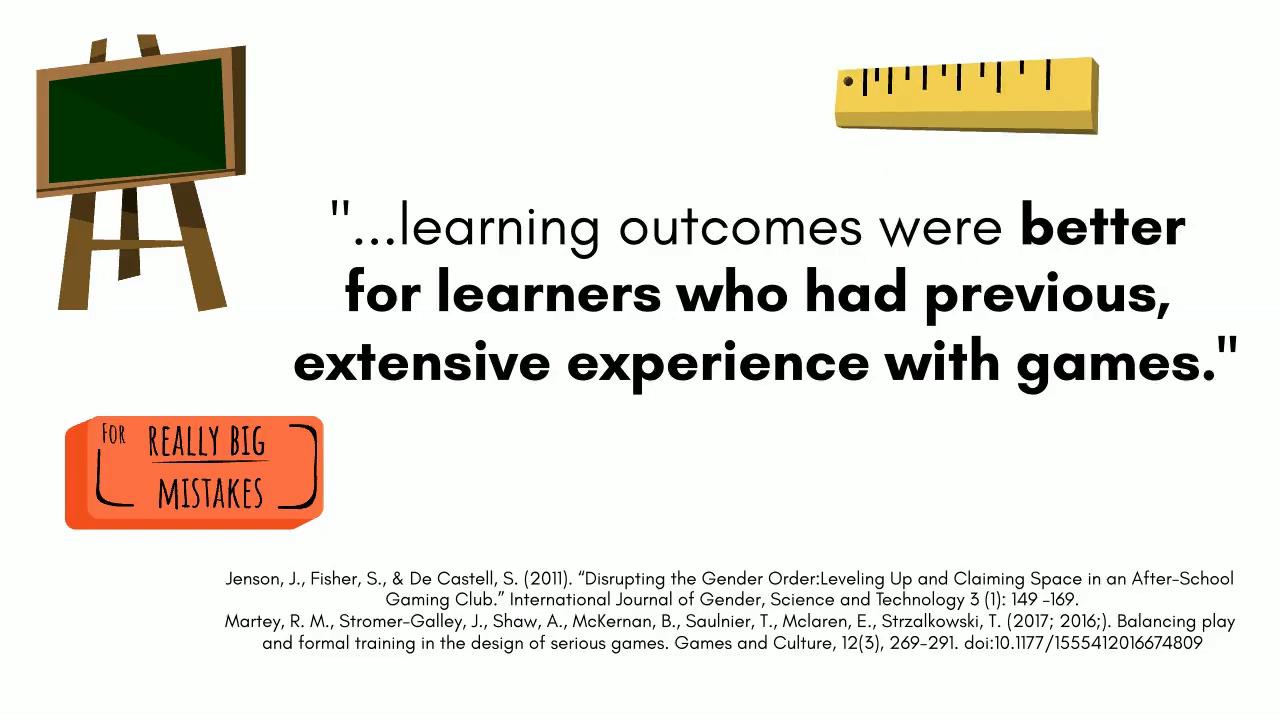 "...learning outcomes were better
for learners who had previous,
extensive experience with games."
FOR REALLY BIG
MISTAKES
Jenson, J., Fisher, S., & De Castell, S. (2011). “Disrupting the Gender Order:Leveling Up and Claiming Space in an After-School
Gaming Club.” International Journal of Gender, Science and Technology 3 (1): 149 -169.
Martey, R. M., Stromer-Galley, J., Shaw, A., McKernan, B., Saulnier, T., Mclaren, E., Strzalkowski, T. (2017; 2016;). Balancing play
and formal training in the design of serious games. Games and Culture, 12(3), 269-291. doi:10.1177/1555412016674809